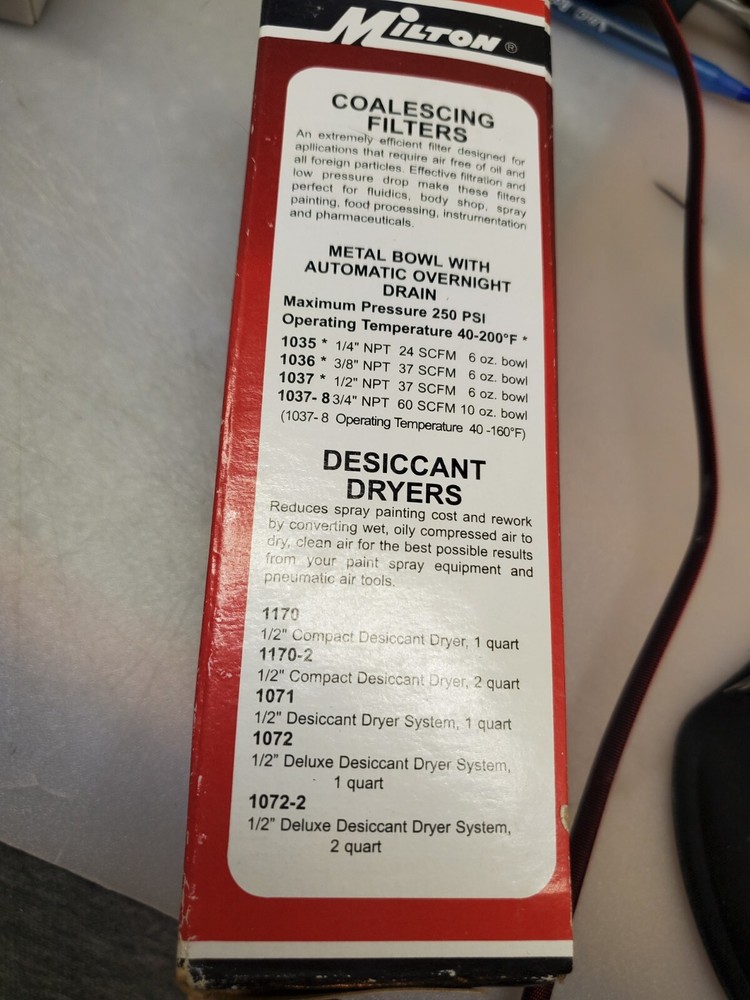 MILTON®
COALESCING
FILTERS
An extremely efficient filter designed for
apllications that require air free of oil and
all foreign particles. Effective filtration and
low pressure drop make these filters
perfect for fluidics, body shop, spray
painting, food processing, instrumentation
and pharmaceuticals.
METAL BOWL WITH
AUTOMATIC OVERNIGHT
DRAIN
Maximum Pressure 250 PSI
Operating Temperature 40-200°F *
1035 * 1/4" NPT 24 SCFM 6 oz. bowl
1036 * 3/8" NPT 37 SCFM 6 oz. bowl
1037 * 1/2" NPT 37 SCFM 6 oz. bowl
1037- 8 3/4" NPT 60 SCFM 10 oz. bowl
(1037- 8 Operating Temperature 40 -160°F)
DESICCANT
DRYERS
Reduces spray painting cost and rework
by converting wet, oily compressed air to
dry, clean air for the best possible results
from your paint spray equipment and
pneumatic air tools.
1170
1/2" Compact Desiccant Dryer, 1 quart
1170-2
1/2" Compact Desiccant Dryer, 2 quart
1071
1/2" Desiccant Dryer System, 1 quart
1072
1/2" Deluxe Desiccant Dryer System,
1 quart
1072-2
1/2" Deluxe Desiccant Dryer System,
2 quart